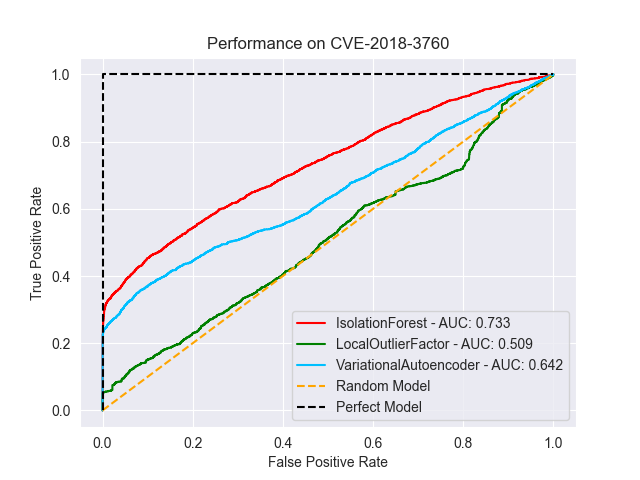 Performance on CVE-2018-3760
True Positive Rate
1.0
0.8
0.6
0.4
0.2
0.0
IsolationForest - AUC: 0.733
LocalOutlierFactor - AUC: 0.509
VariationalAutoencoder - AUC: 0.642
Random Model
Perfect Model
0.0 0.2 0.4 0.6 0.8 1.0
False Positive Rate